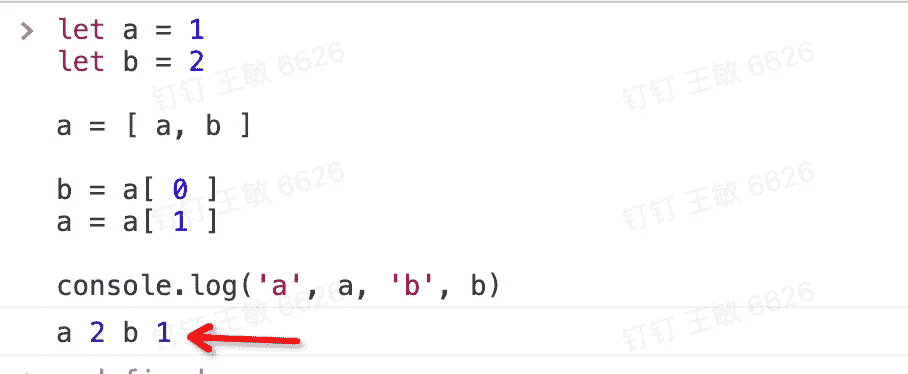 > let a = 1
let b = 2
a = [ a, b ]
b = a[ 0 ]
a = a[ 1 ]
console.log('a', a, 'b', b)
a 2 b 1
钉钉 王敏 6626
钉钉 王敏 6626
钉钉 王敏 6626
钉钉 王敏 6626
钉钉 王敏 6626
钉钉 王敏 6626